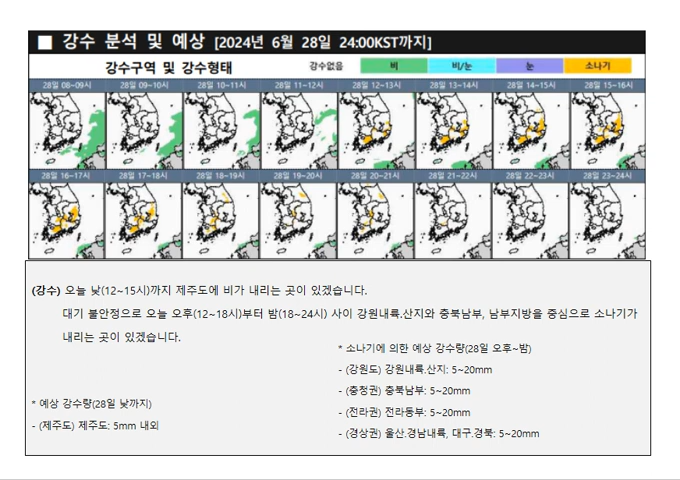 ■ 강수 분석 및 예상 [2024년 6월 28일 24:00KST까지]
강수구역 및 강수형태 강수없음 비 비/눈 눈 소나기
28일 08~09시 28일 09~10시 28일 10~11시 28일 11~12시 28일 12~13시 28일 13~14시 28일 14~15시 28일 15~16시
28일 16~17시 28일 17~18시 28일 18~19시 28일 19~20시 28일 20~21시 28일 21~22시 28일 22~23시 28일 23~24시
(강수) 오늘 낮(12~15시)까지 제주도에 비가 내리는 곳이 있겠습니다.
대기 불안정으로 오늘 오후(12~18시)부터 밤(18~24시) 사이 강원내륙.산지와 충북남부, 남부지방을 중심으로 소나기가
내리는 곳이 있겠습니다.
* 예상 강수량(28일 낮까지)
- (제주도) 제주도: 5mm 내외
* 소나기에 의한 예상 강수량(28일 오후~밤)
- (강원도) 강원내륙.산지: 5~20mm
- (충청권) 충북남부: 5~20mm
- (전라권) 전라동부: 5~20mm
- (경상권) 울산.경남내륙, 대구.경북: 5~20mm